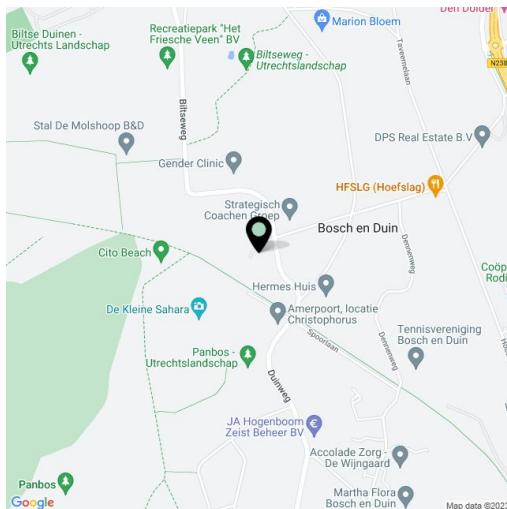 Den Dolder
Marion Bloem
Recreatiepark "Het
Friesche Veen" BV
Biltse Duinen -
Utrechts Landschap
Biltseweg -
Utrechtslandschap
Taveernelaan
N238
Biltseweg
Stal De Molshoop B&D
DPS Real Estate B.V
Gender Clinic
HFSLG (Hoefslag)
Strategisch
Coachen Groep
Bosch en Duin
Dennenweg
Cito Beach
Hermes Huis
Coöp
Rodi
De Kleine Sahara
Amerpoort, locatie
Christophorus
Spoorlaan
Tennisvereniging
Bosch en Duin
Dennenweg
Panbos -
Utrechtslandschap
Duinweg
JA Hogenboom
Zeist Beheer BV
Accolade Zorg -
De Wijngaard
Panbos
Martha Flora
Bosch en Duin
Google
Map data ©2023